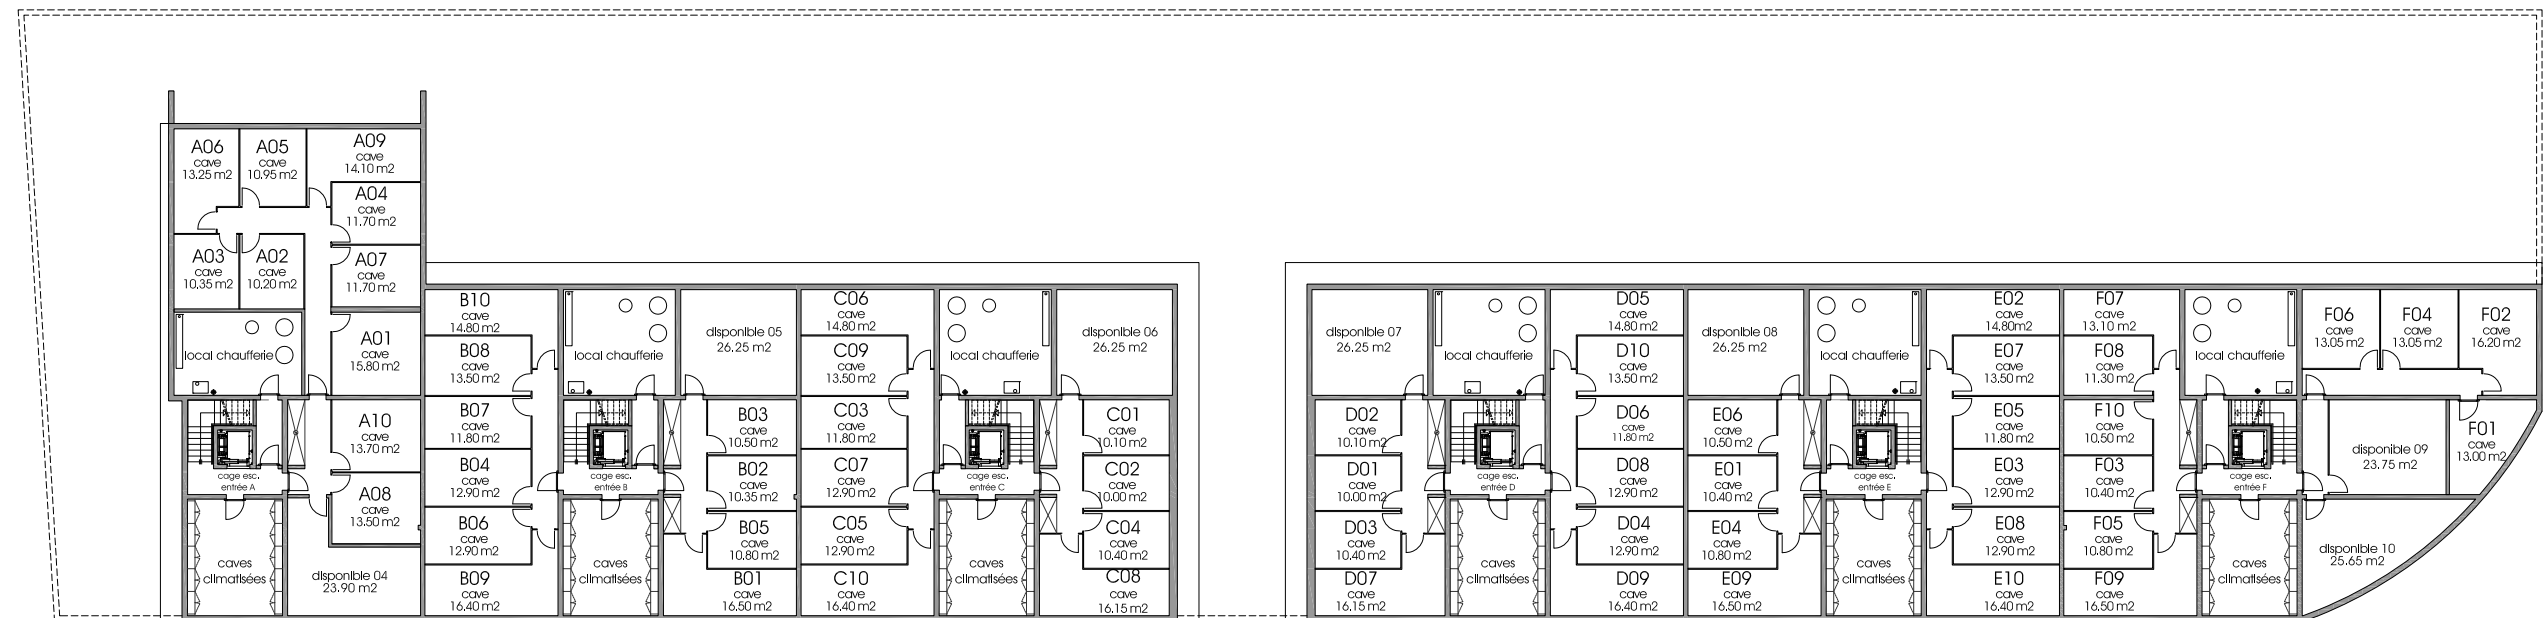 A06
cave
13.25 m2
A05
cave
10.95 m2
A09
cave
14.10 m2
A04
cave
11.70 m2
A03
cave
10.35 m2
A02
cave
10.20 m2
A07
cave
11.70 m2
local chaufferie
A01
cave
15.80 m2
A10
cave
13.70 m2
cage esc.
entrée A
A08
cave
13.50 m2
caves
climatisées
disponible 04
23.90 m2
B10
cave
14.80 m2
B08
cave
13.50 m2
B07
cave
11.80 m2
B04
cave
12.90 m2
B06
cave
12.90 m2
B09
cave
16.40 m2
local chaufferie
cage esc.
entrée B
caves
climatisées
disponible 05
26.25 m2
B03
cave
10.50 m2
B02
cave
10.35 m2
B05
cave
10.80 m2
B01
cave
16.50 m2
C06
cave
14.80 m2
C09
cave
13.50 m2
C03
cave
11.80 m2
C07
cave
12.90 m2
C05
cave
12.90 m2
C10
cave
16.40 m2
local chaufferie
cage esc.
entrée C
caves
climatisées
disponible 06
26.25 m2
C01
cave
10.10 m2
C02
cave
10.00 m2
C04
cave
10.40 m2
C08
cave
16.15 m2
disponible 07
26.25 m2
D02
cave
10.10 m2
D01
cave
10.00 m2
D03
cave
10.40 m2
D07
cave
16.15 m2
local chaufferie
cage esc.
entrée D
caves
climatisées
D05
cave
14.80 m2
D10
cave
13.50 m2
D06
cave
11.80 m2
D08
cave
12.90 m2
D04
cave
12.90 m2
D09
cave
16.40 m2
disponible 08
26.25 m2
E06
cave
10.50 m2
E01
cave
10.40 m2
E04
cave
10.80 m2
E09
cave
16.50 m2
local chaufferie
cage esc.
entrée E
caves
climatisées
E02
cave
14.80m2
E07
cave
13.50 m2
E05
cave
11.80 m2
E03
cave
12.90 m2
E08
cave
12.90 m2
E10
cave
16.40 m2
F07
cave
13.10 m2
F08
cave
11.30 m2
F10
cave
10.50 m2
F03
cave
10.40 m2
F05
cave
10.80 m2
F09
cave
16.50 m2
local chaufferie
cage esc.
entrée F
caves
climatisées
F06
cave
13.05 m2
F04
cave
13.05 m2
F02
cave
16.20 m2
disponible 09
23.75 m2
F01
cave
13.00 m2
disponible 10
25.65 m2